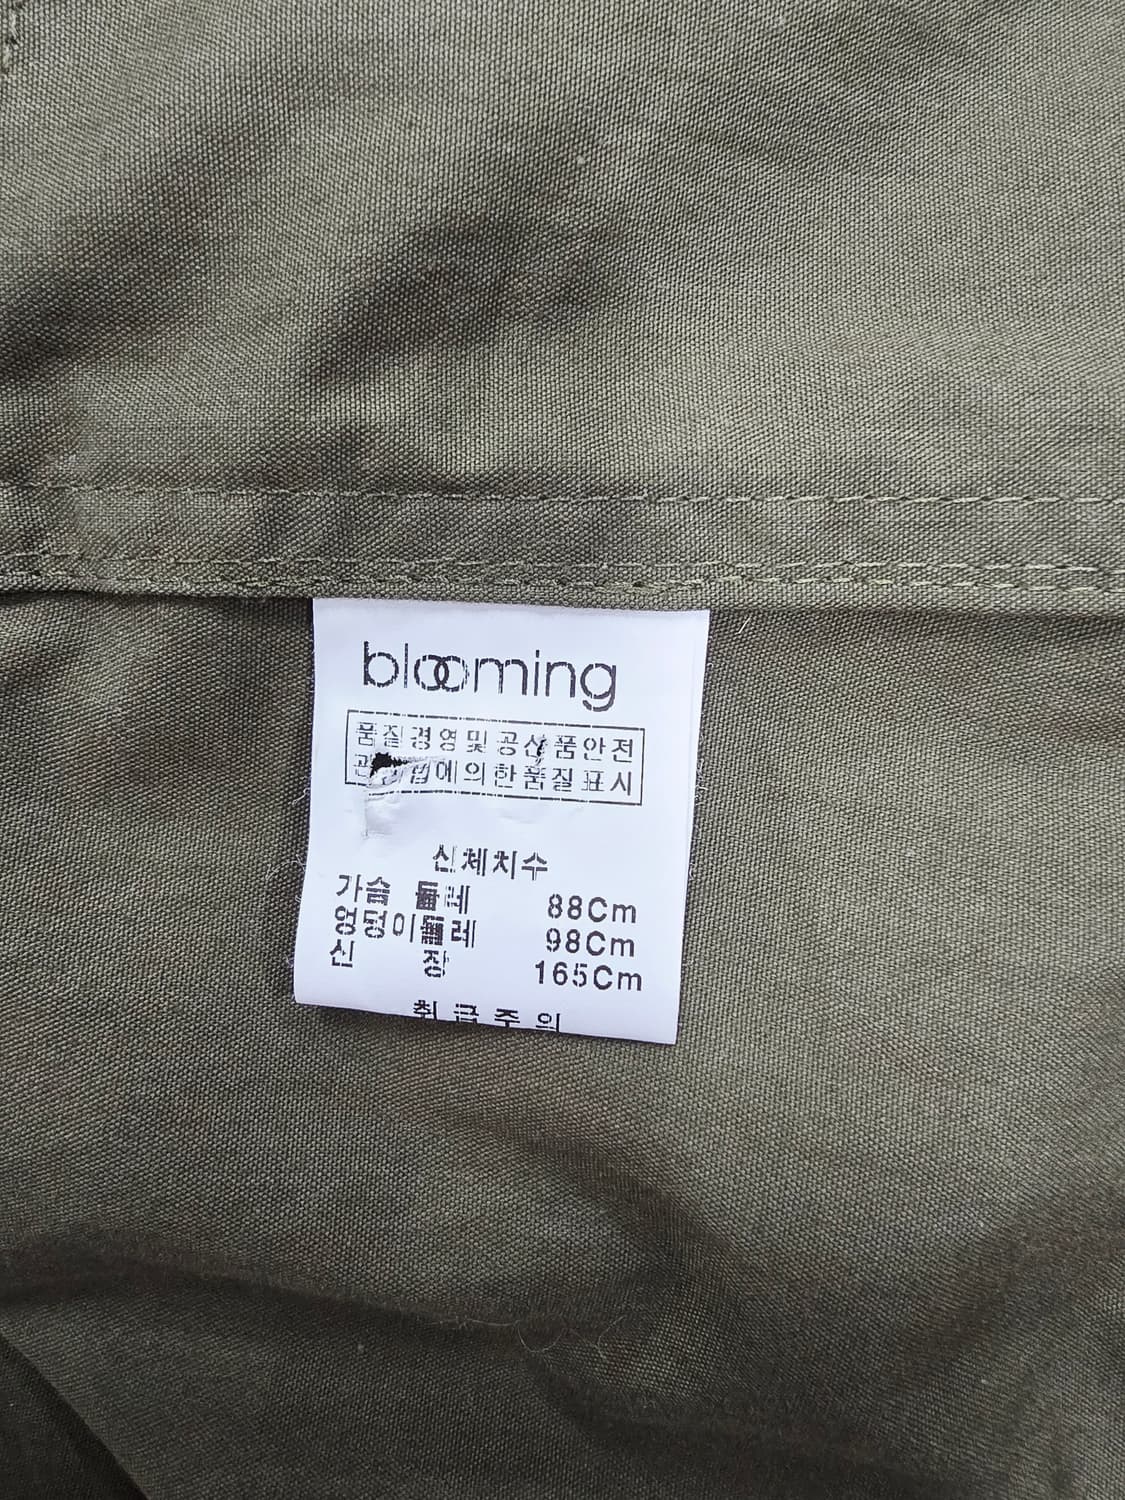 blooming
품질경영및공산품안전
법에의한품질표시
신체치수
가슴 둘레 88Cm
엉덩이둘레 98Cm
신 장 165Cm
취급주의